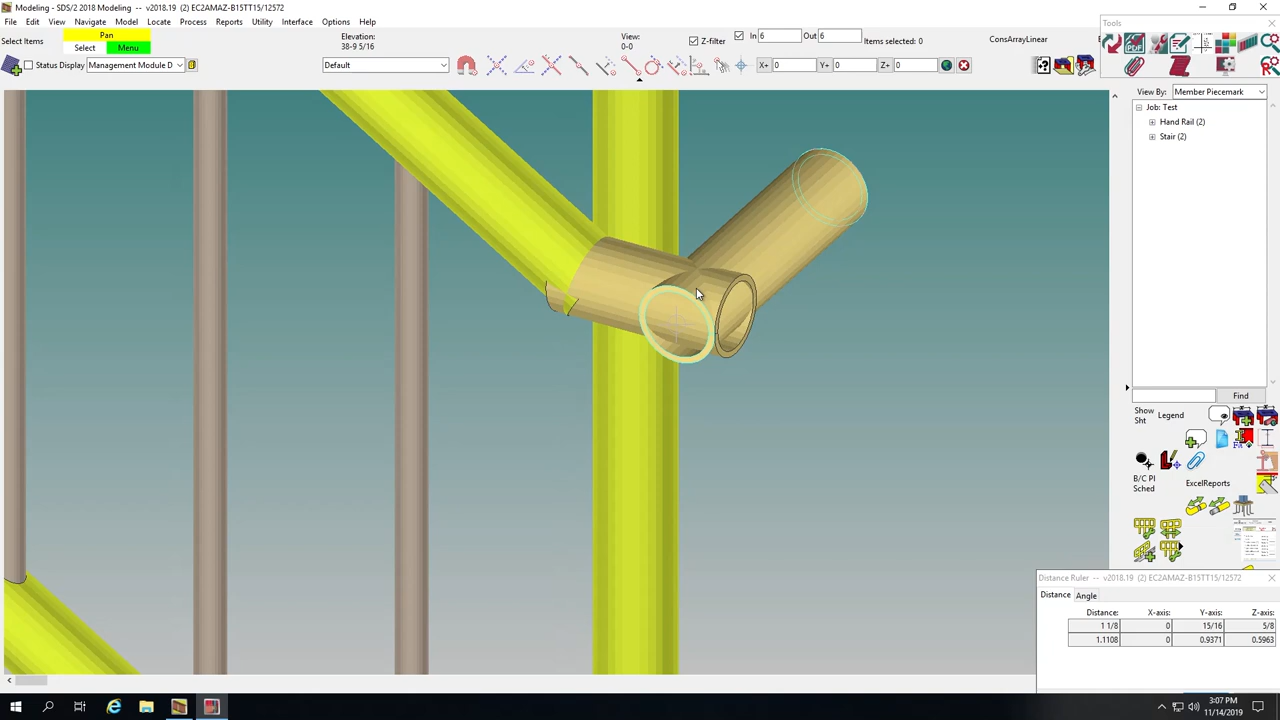 Modeling - SDS/2 2018 Modeling -- v2018.19 (2) EC2AMAZ-B15TT15/12572
File Edit View Navigate Model Locate Process Reports Utility Interface Options Help
Tools
Select Items
Pan
Select
Menu
Elevation:
38-9 5/16
View:
0-0
Z-filter
In 6
Out 6
Items selected: 0
ConsArrayLinear
Status Display
Management Module D
Default
X+ 0
Y+ 0
Z+ 0
View By: Member Piecemark
Job: Test
Hand Rail (2)
Stair (2)
Find
Show
Sht
Legend
B/C Pl
Sched
ExcelReports
Distance Ruler -- v2018.19 (2) EC2AMAZ-B15TT15/12572
Distance Angle
Distance: X-axis: Y-axis: Z-axis:
1 1/8 0 15/16 5/8
1.1108 0 0.9371 0.5963
3:07 PM
11/14/2019